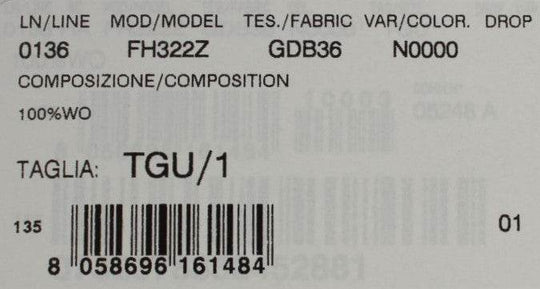 LN/LINE MOD/MODEL TES./FABRIC VAR/COLOR. DROP
0136 FH322Z GDB36 N0000
COMPOSIZIONE/COMPOSITION
100%WO
TAGLIA: TGU/1
135 01
8 058696 161484